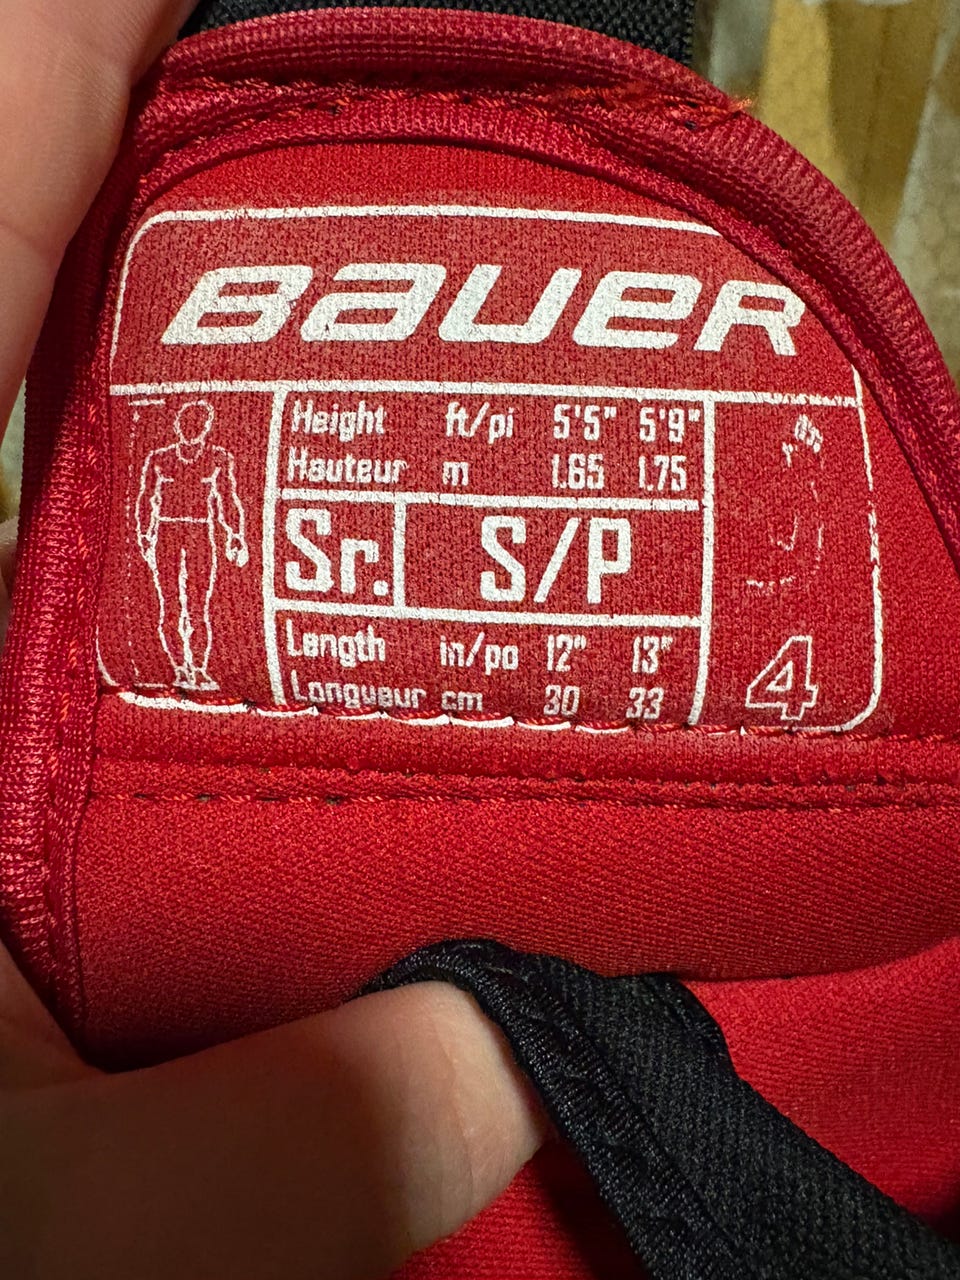 BAUER
Height ft/pi 5'5" 5'9"
Hauteur m 1.65 1.75
Sr. S/P
Length in/po 12" 13"
Longueur cm 30 33
4